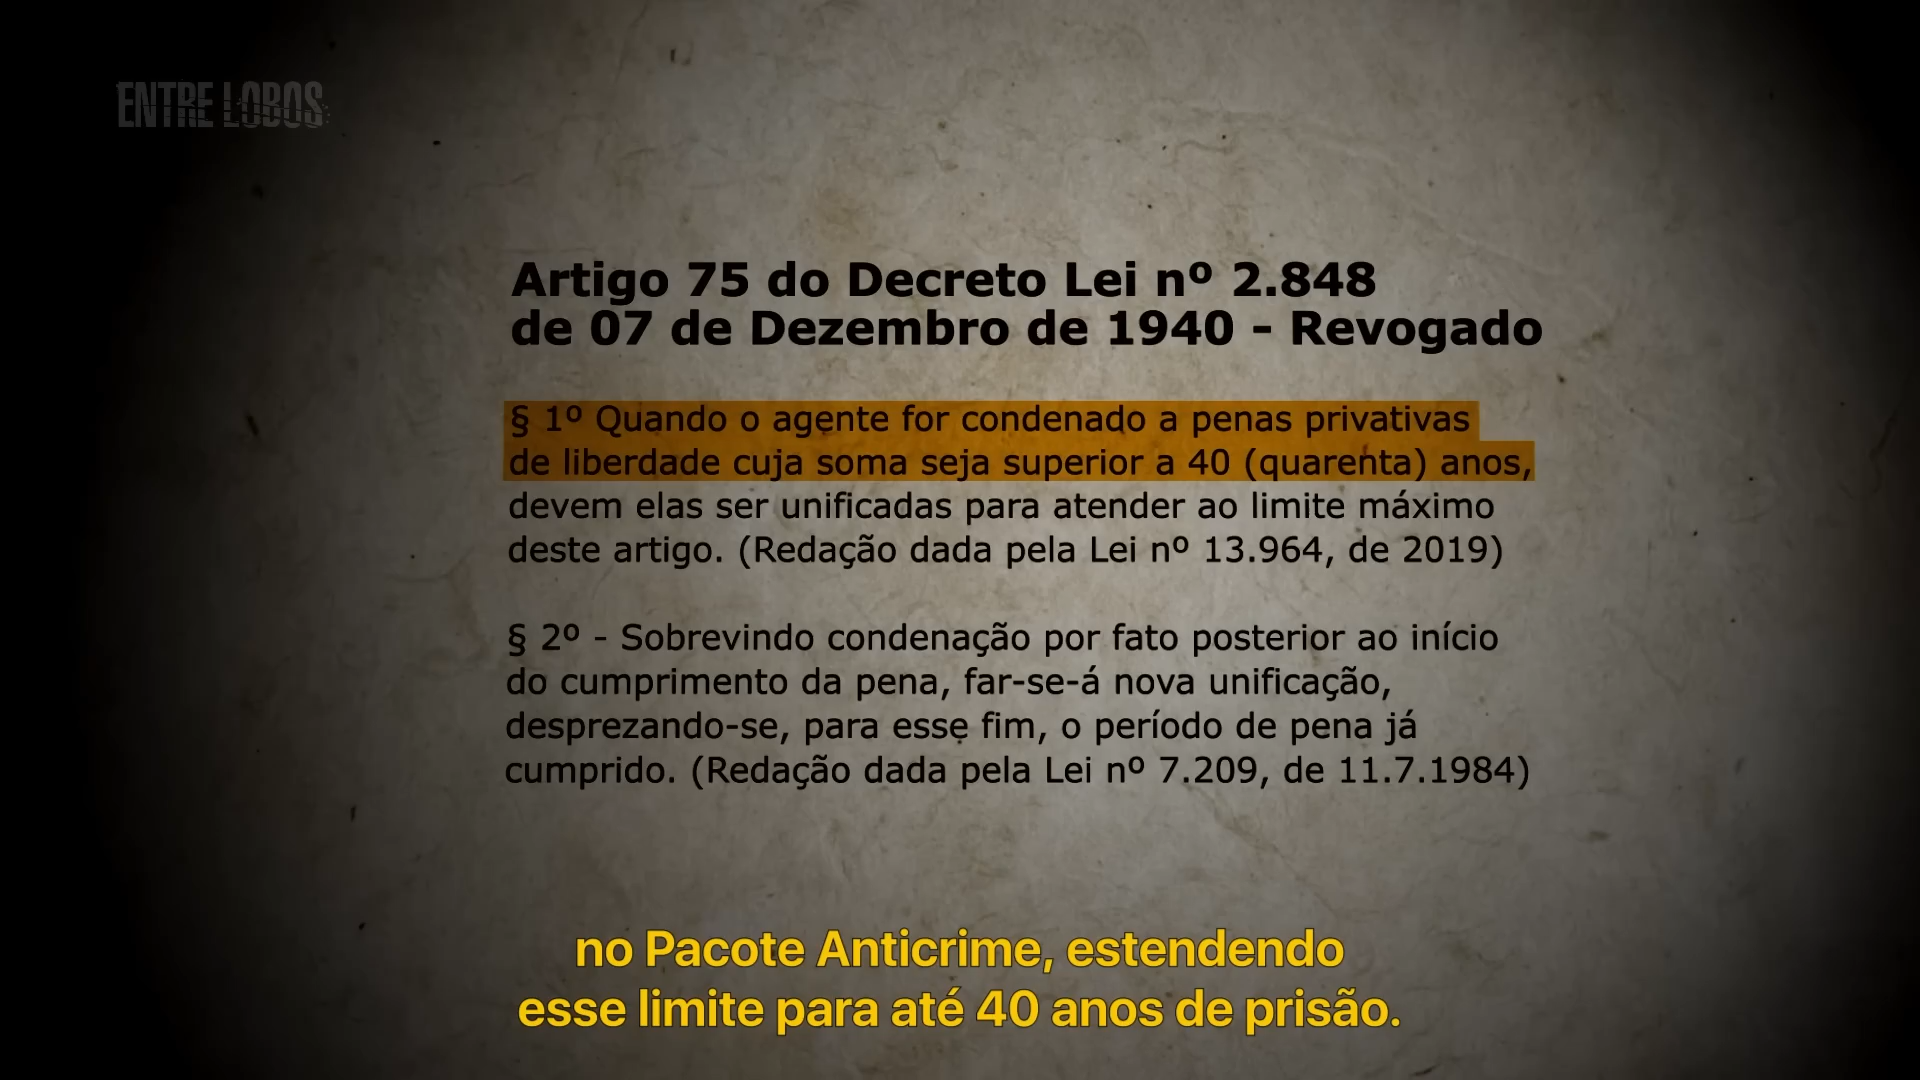 ENTRE LOBOS
Artigo 75 do Decreto Lei nº 2.848
de 07 de Dezembro de 1940 - Revogado
§ 1º Quando o agente for condenado a penas privativas
de liberdade cuja soma seja superior a 40 (quarenta) anos,
devem elas ser unificadas para atender ao limite máximo
deste artigo. (Redação dada pela Lei nº 13.964, de 2019)
§ 2º - Sobrevindo condenação por fato posterior ao início
do cumprimento da pena, far-se-á nova unificação,
desprezando-se, para esse fim, o período de pena já
cumprido. (Redação dada pela Lei nº 7.209, de 11.7.1984)
no Pacote Anticrime, estendendo
esse limite para até 40 anos de prisão.